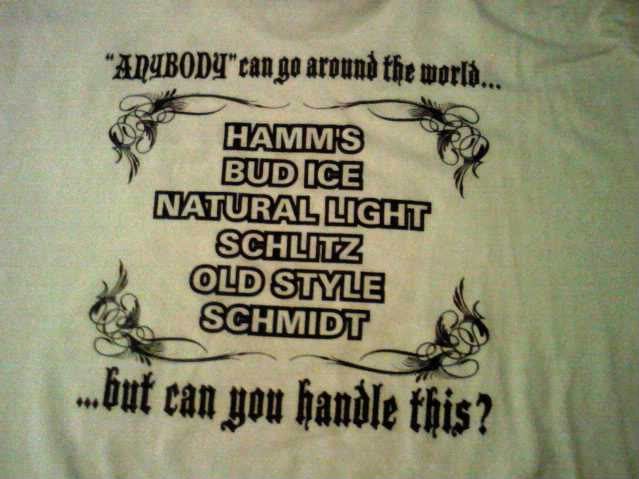 "ANYBODY" can go around the world...
HAMM'S
BUD ICE
NATURAL LIGHT
SCHLITZ
OLD STYLE
SCHMIDT
...but can you handle this?